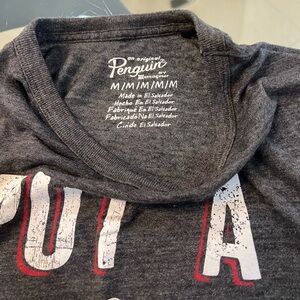 an original
Penguin
by
Munsingwear
M/M/M/M/M
Made in El Salvador
Hecho En El Salvador
Fabriqué En El Salvador
Fabricado No El Salvador
Cinde El Salvador
PUT A